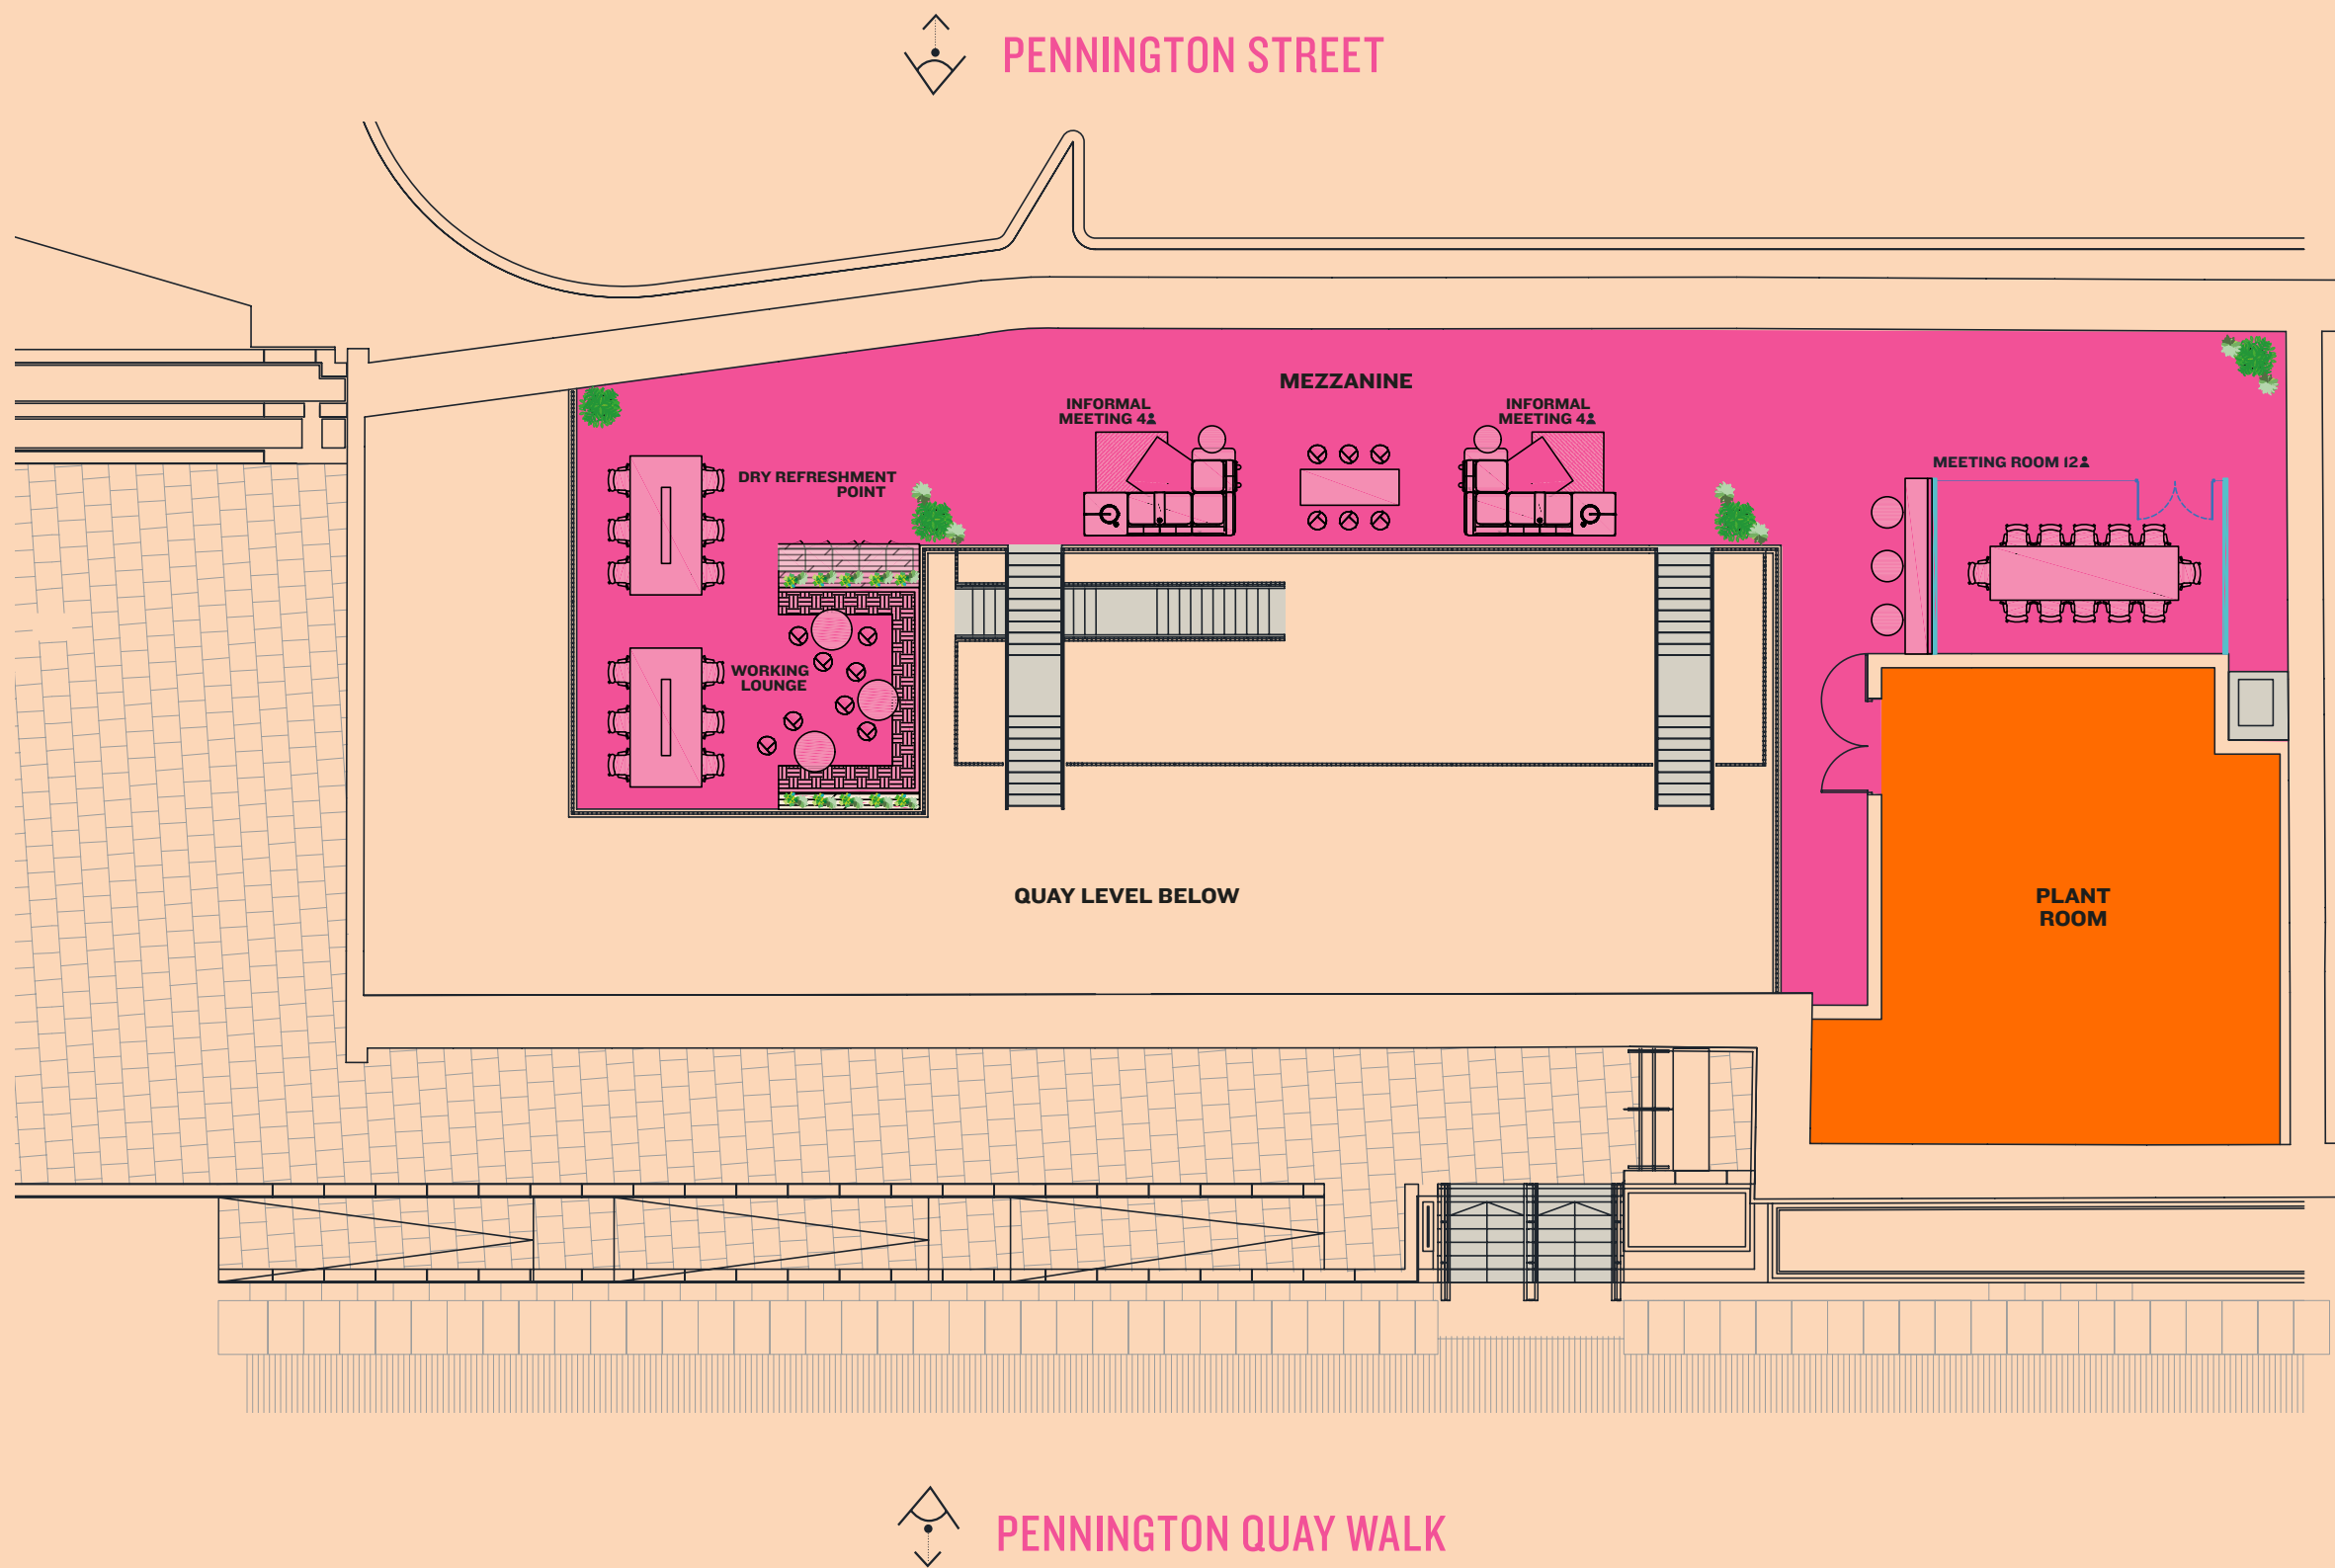 PENNINGTON STREET
MEZZANINE
INFORMAL
MEETING 4
INFORMAL
MEETING 4
MEETING ROOM 12
DRY REFRESHMENT
POINT
WORKING
LOUNGE
QUAY LEVEL BELOW
PLANT
ROOM
PENNINGTON QUAY WALK